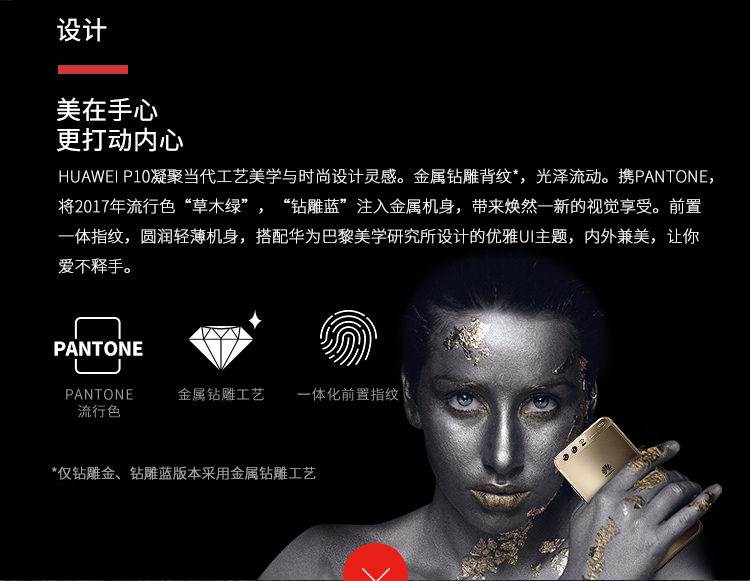 设计
美在手心
更打动内心
HUAWEI P10凝聚当代工艺美学与时尚设计灵感。金属钻雕背纹*，光泽流动。携PANTONE，
将2017年流行色“草木绿”，“钻雕蓝”注入金属机身，带来焕然一新的视觉享受。前置
一体指纹，圆润轻薄机身，搭配华为巴黎美学研究所设计的优雅UI主题，内外兼美，让你
爱不释手。
PANTONE
PANTONE
流行色
金属钻雕工艺
一体化前置指纹
*仅钻雕金、钻雕蓝版本采用金属钻雕工艺